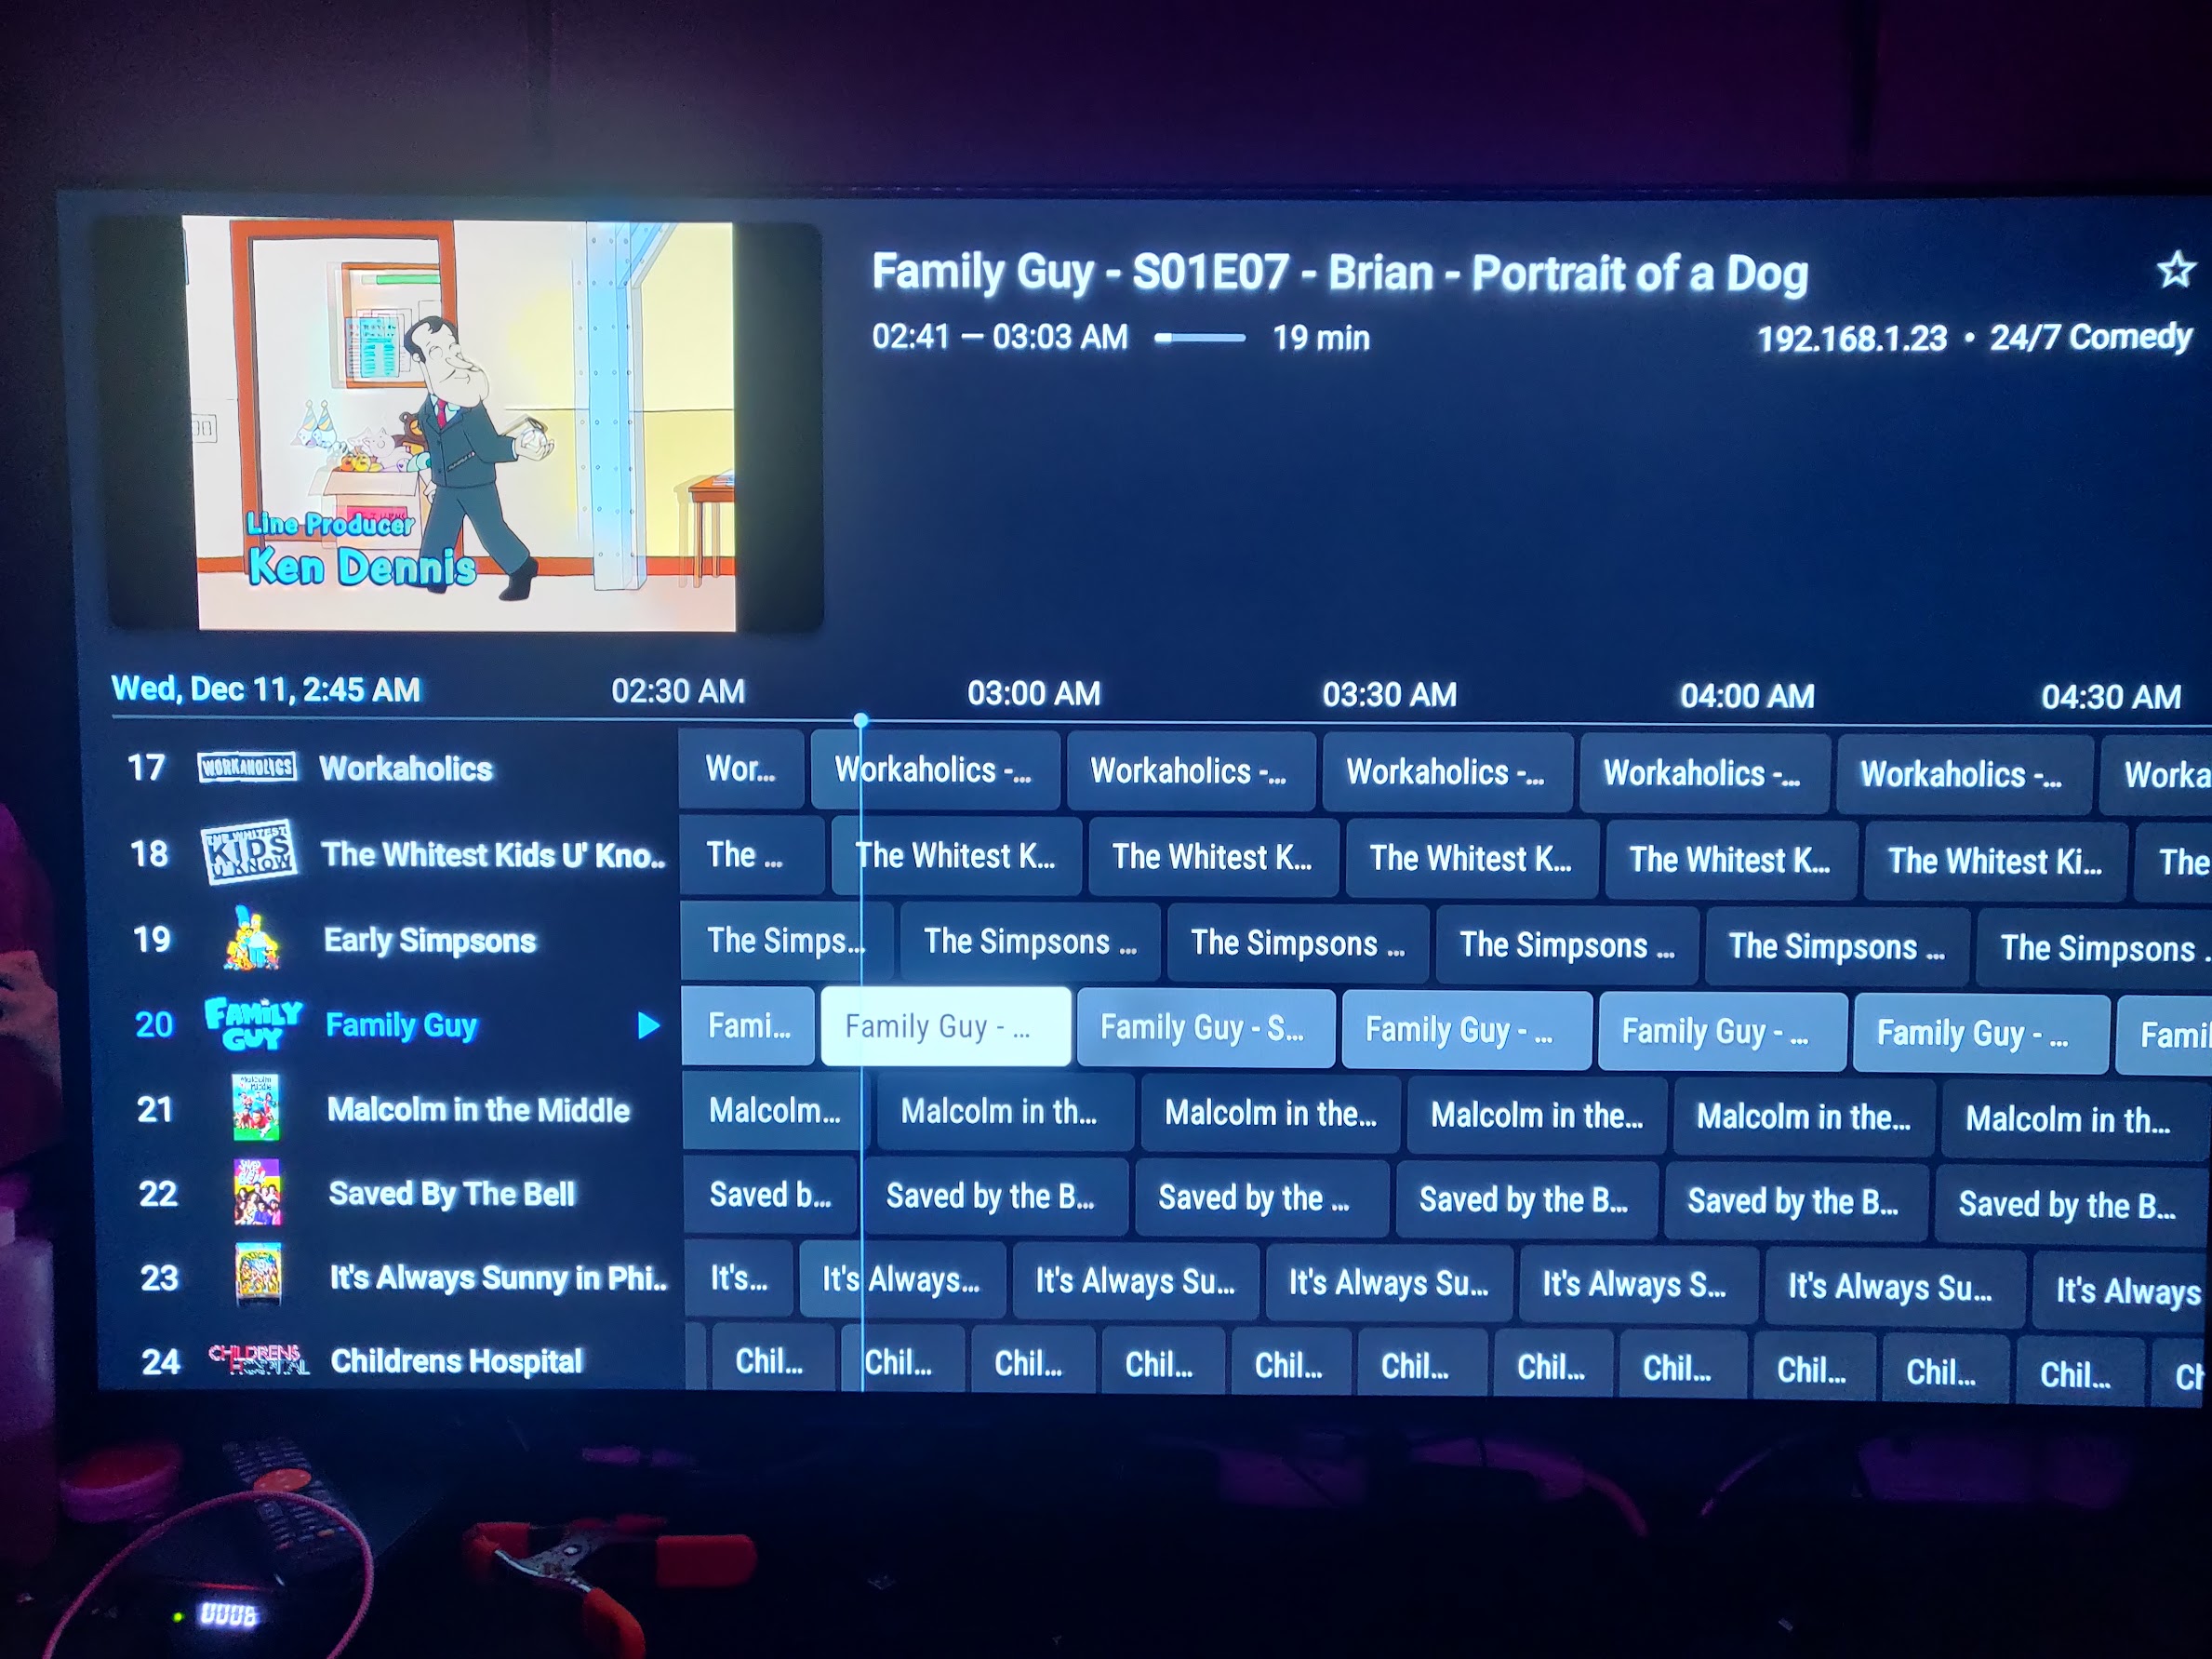 Family Guy - S01E07 - Brian - Portrait of a Dog
02:41 — 03:03 AM 19 min 192.168.1.23 • 24/7 Comedy
Line Producer
Ken Dennis
Wed, Dec 11, 2:45 AM 02:30 AM 03:00 AM 03:30 AM 04:00 AM 04:30 AM
17 WORKAHOLICS Workaholics Wor... Workaholics -... Workaholics -... Workaholics -... Workaholics -... Workaholics -... Worka
18 THE WHITEST KIDS U' KNOW The Whitest Kids U' Kno.. The ... The Whitest K... The Whitest K... The Whitest K... The Whitest K... The Whitest Ki... The
19 Early Simpsons The Simps... The Simpsons ... The Simpsons ... The Simpsons ... The Simpsons ... The Simpsons .
20 FAMILY GUY Family Guy Fami... Family Guy - ... Family Guy - S... Family Guy - ... Family Guy - ... Family Guy - ... Famil
21 Malcolm in the Middle Malcolm... Malcolm in th... Malcolm in the... Malcolm in the... Malcolm in the... Malcolm in th...
22 Saved By The Bell Saved b... Saved by the B... Saved by the ... Saved by the B... Saved by the B... Saved by the B...
23 It's Always Sunny in Phi.. It's... It's Always... It's Always Su... It's Always Su... It's Always S... It's Always Su... It's Always
24 CHILDRENS HOSPITAL Childrens Hospital Chil... Chil... Chil... Chil... Chil... Chil... Chil... Chil... Chil... Chil... Chil... Ch
0006